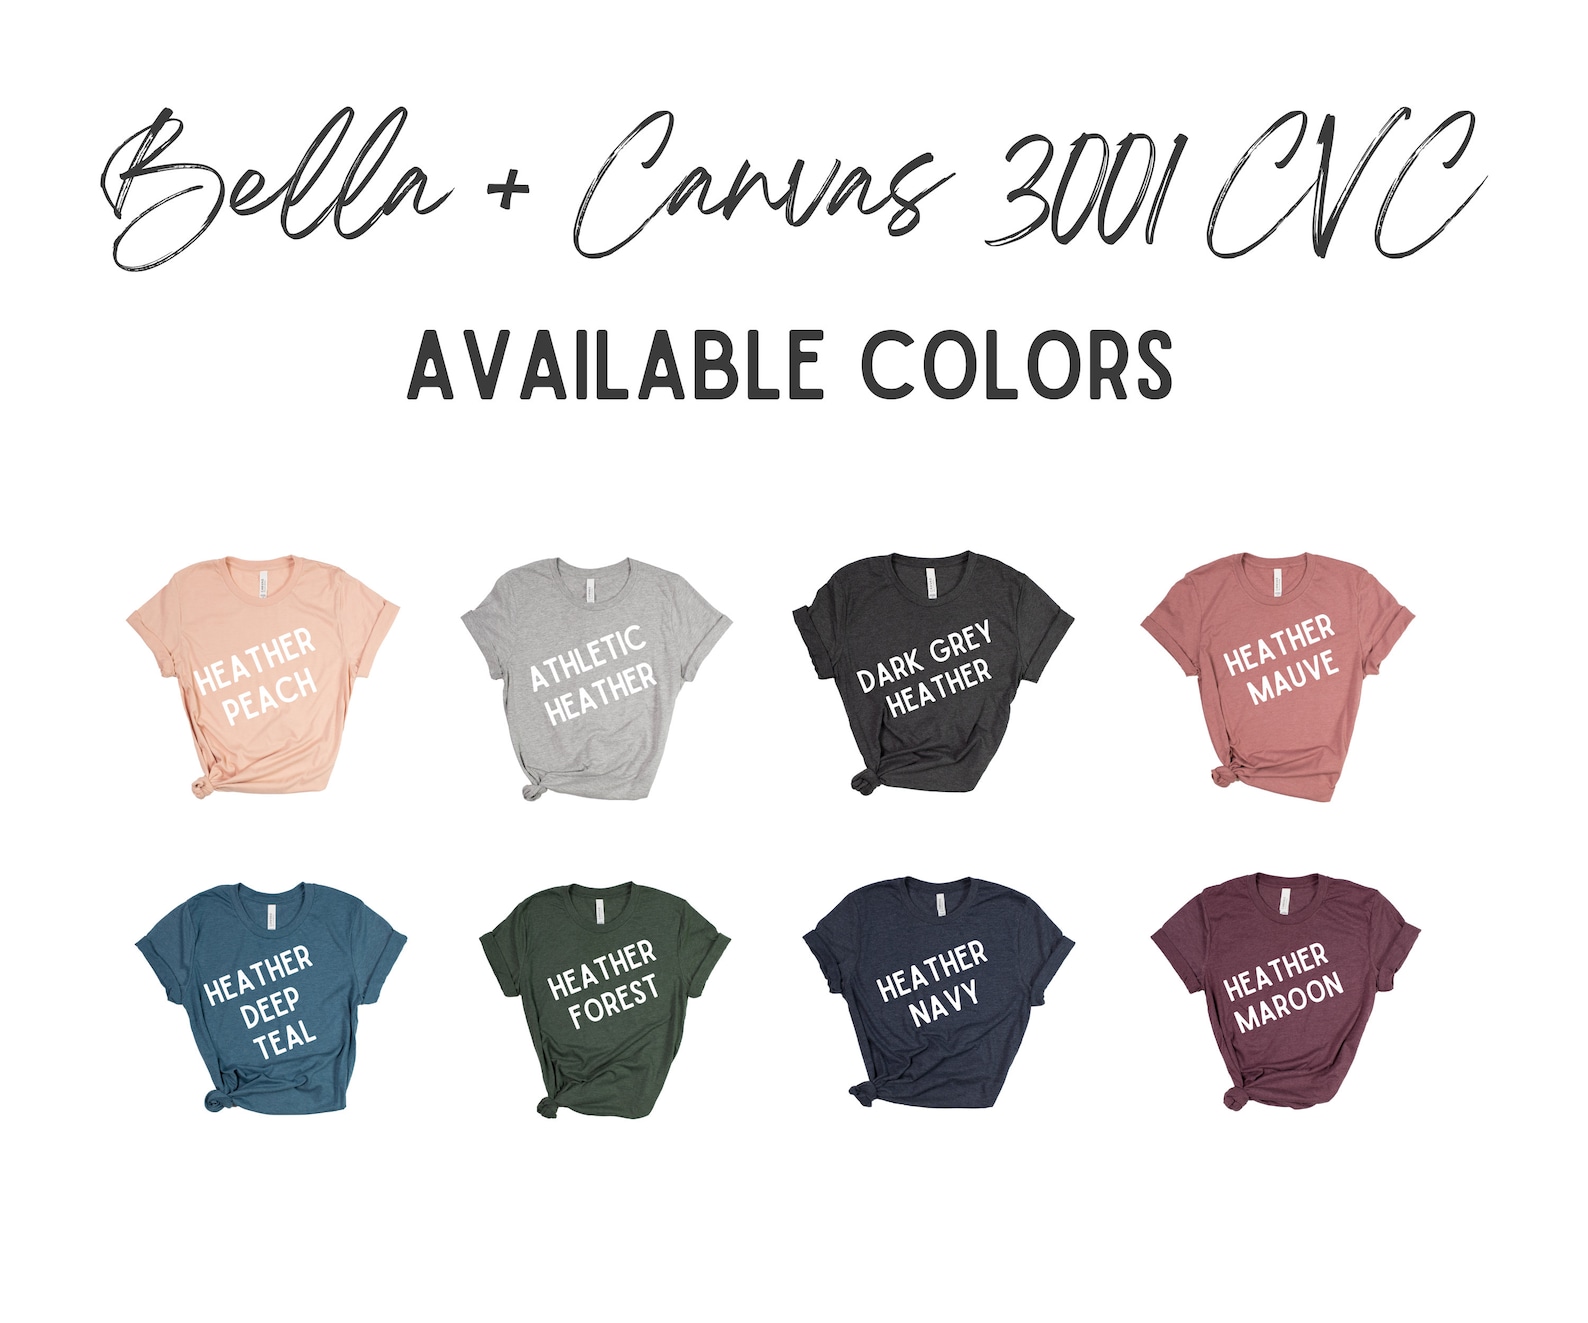 Bella + Canvas 3001 CVC
AVAILABLE COLORS
HEATHER
PEACH
ATHLETIC
HEATHER
DARK GREY
HEATHER
HEATHER
MAUVE
HEATHER
DEEP
TEAL
HEATHER
FOREST
HEATHER
NAVY
HEATHER
MAROON